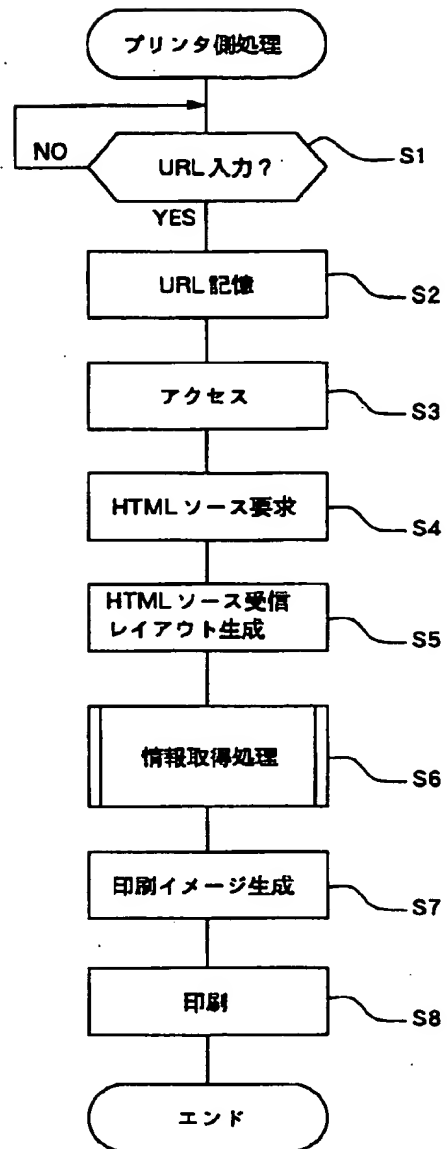 プリンタ側処理
NO
URL入力?
S1
YES
URL記憶
S2
アクセス
S3
HTMLソース要求
S4
HTMLソース受信
レイアウト生成
S5
情報取得処理
S6
印刷イメージ生成
S7
印刷
S8
エンド